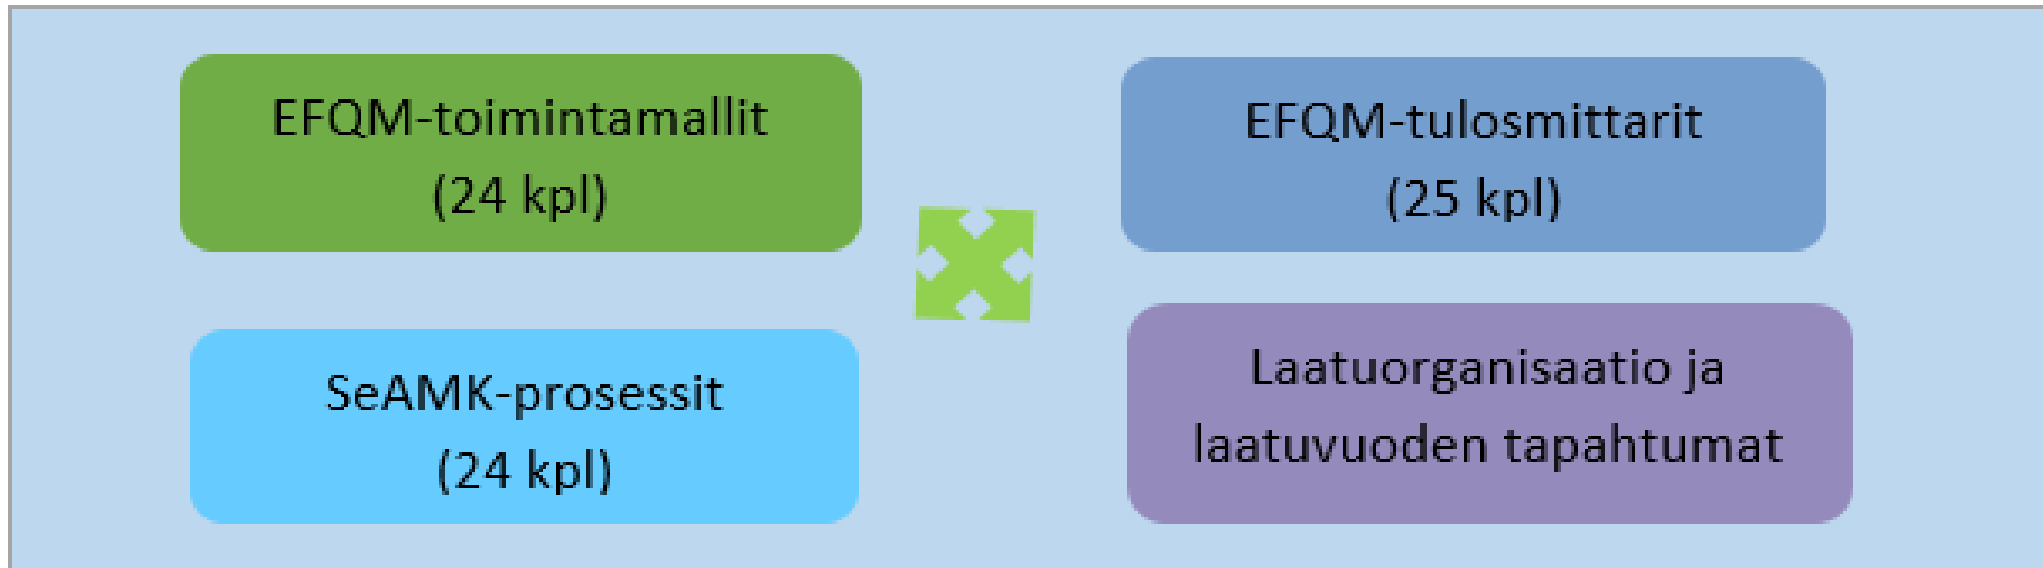 EFQM-toimintamallit
(24 kpl)
EFQM-tulosmittarit
(25 kpl)
SeAMK-prosessit
(24 kpl)
Laatuorganisaatio ja
laatuvuoden tapahtumat